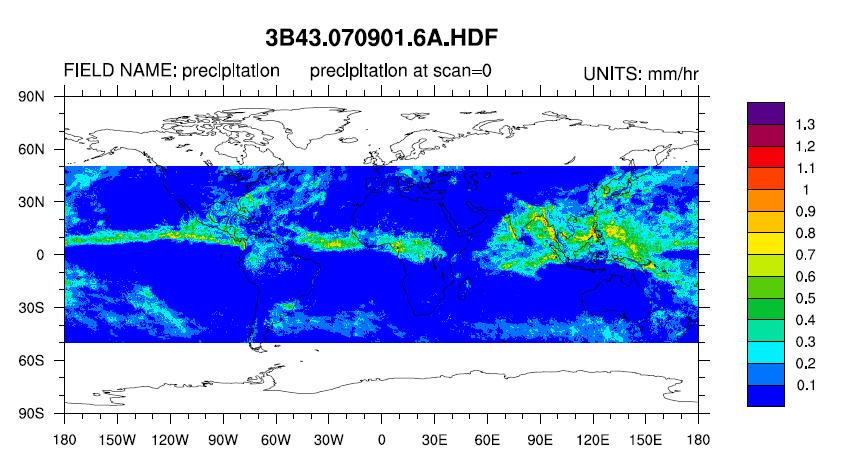 3B43.070901.6A.HDF
FIELD NAME: precipitation precipitation at scan=0 UNITS: mm/hr
90N
60N
30N
0
30S
60S
90S
180 150W 120W 90W 60W 30W 0 30E 60E 90E 120E 150E 180
1.3
1.2
1.1
1
0.9
0.8
0.7
0.6
0.5
0.4
0.3
0.2
0.1